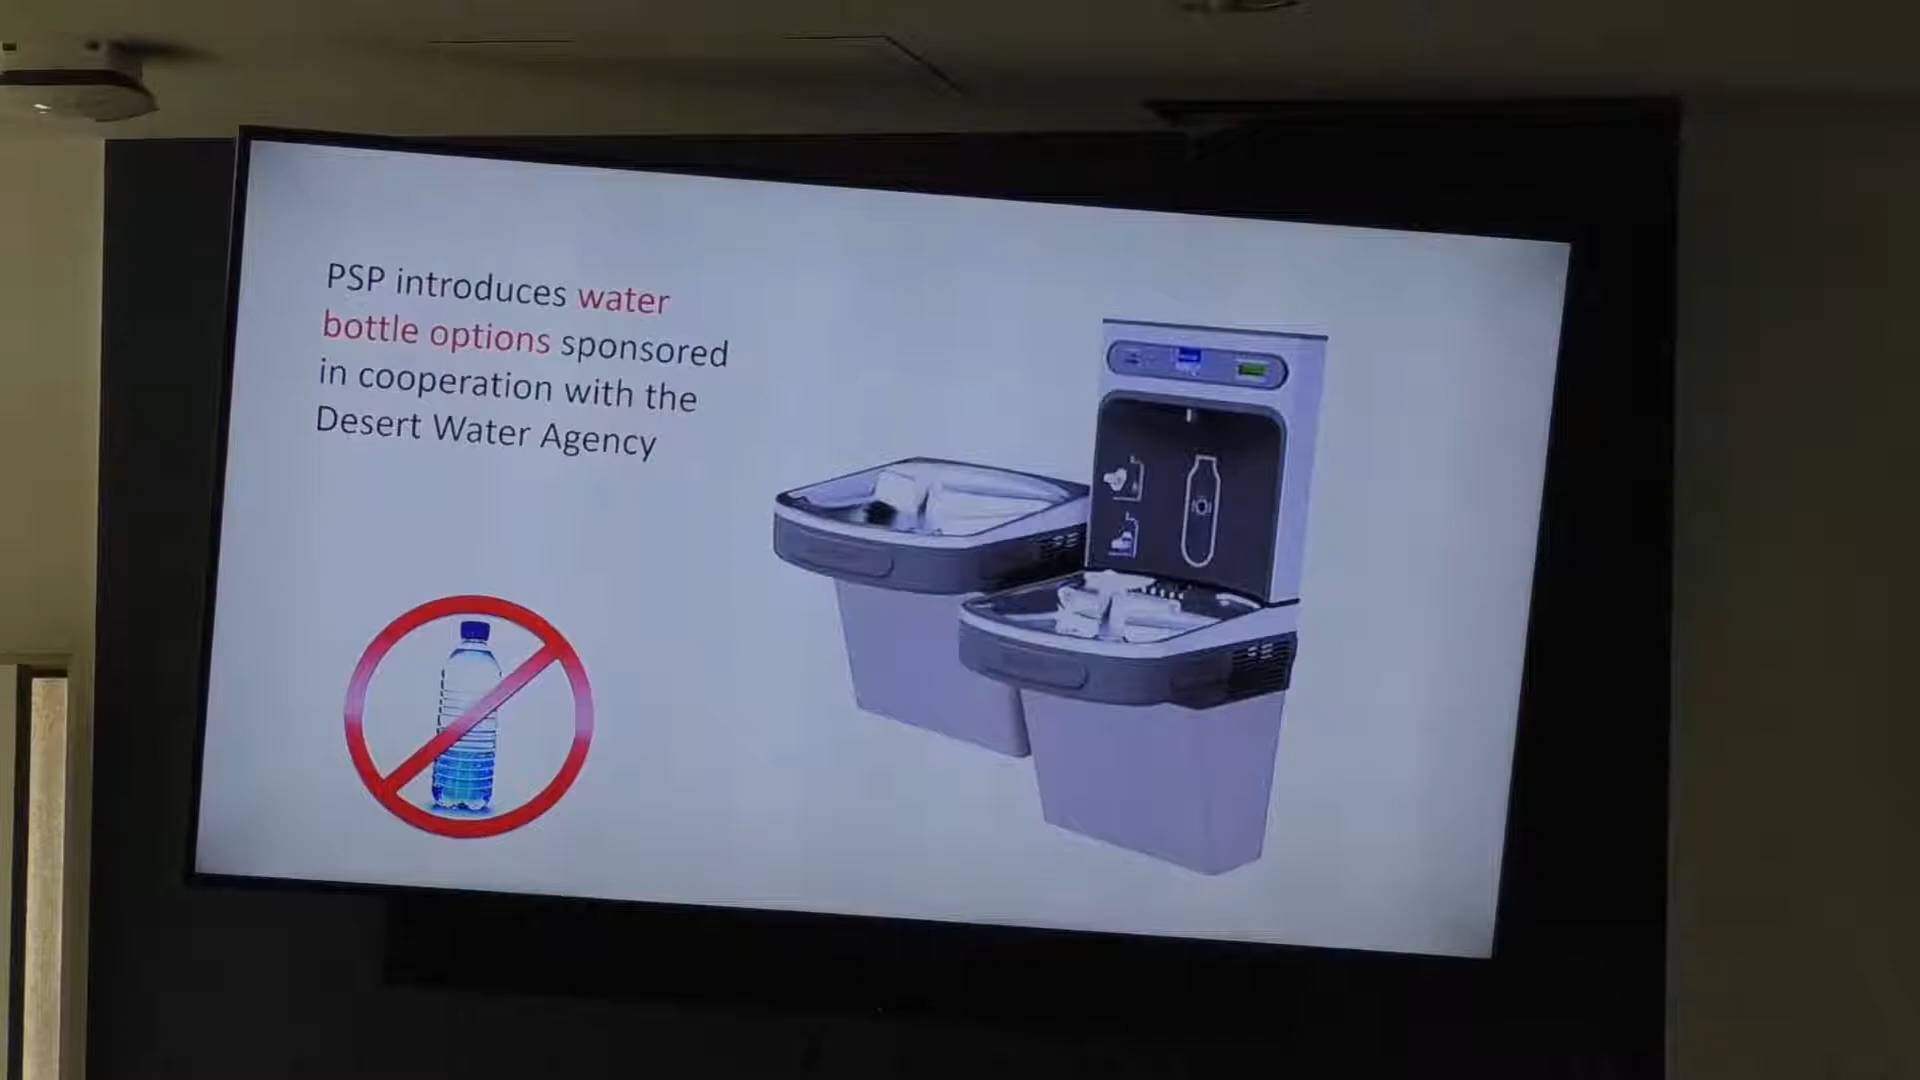 PSP introduces water
bottle options sponsored
in cooperation with the
Desert Water Agency